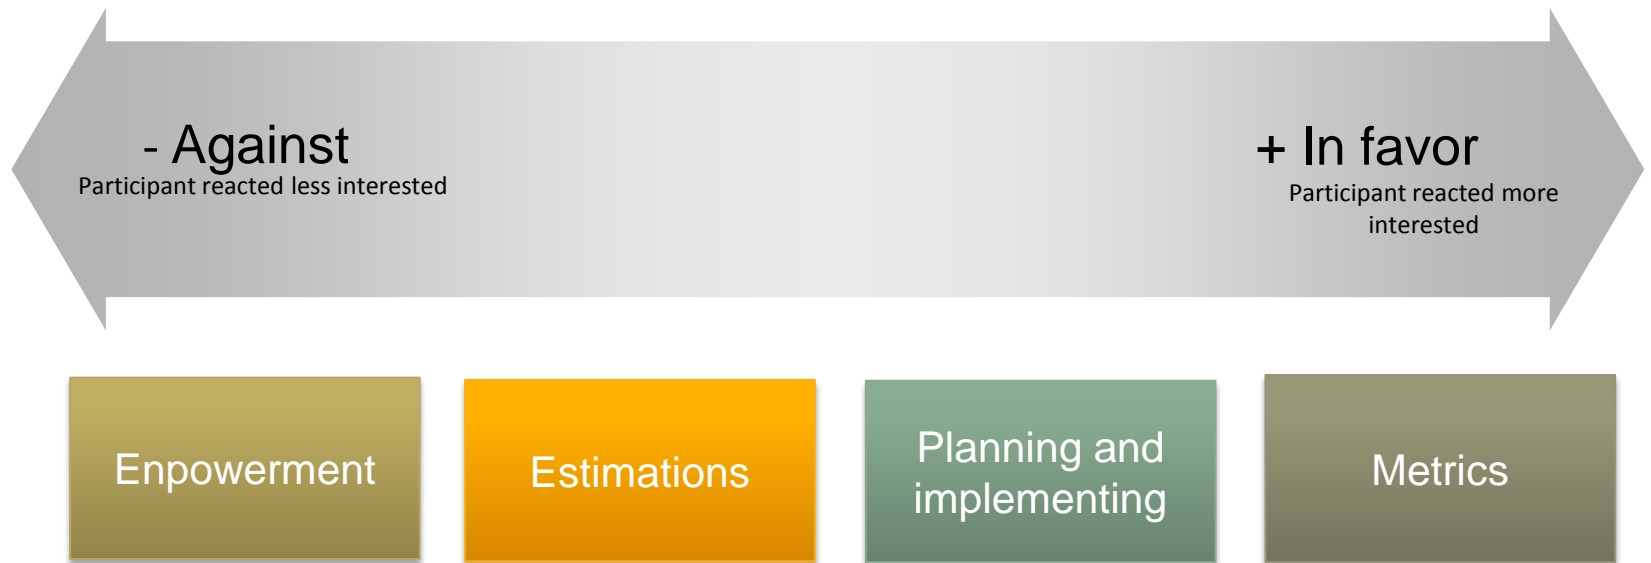 - Against
Participant reacted less interested
+ In favor
Participant reacted more
interested
Enpowerment
Estimations
Planning and
implementing
Metrics